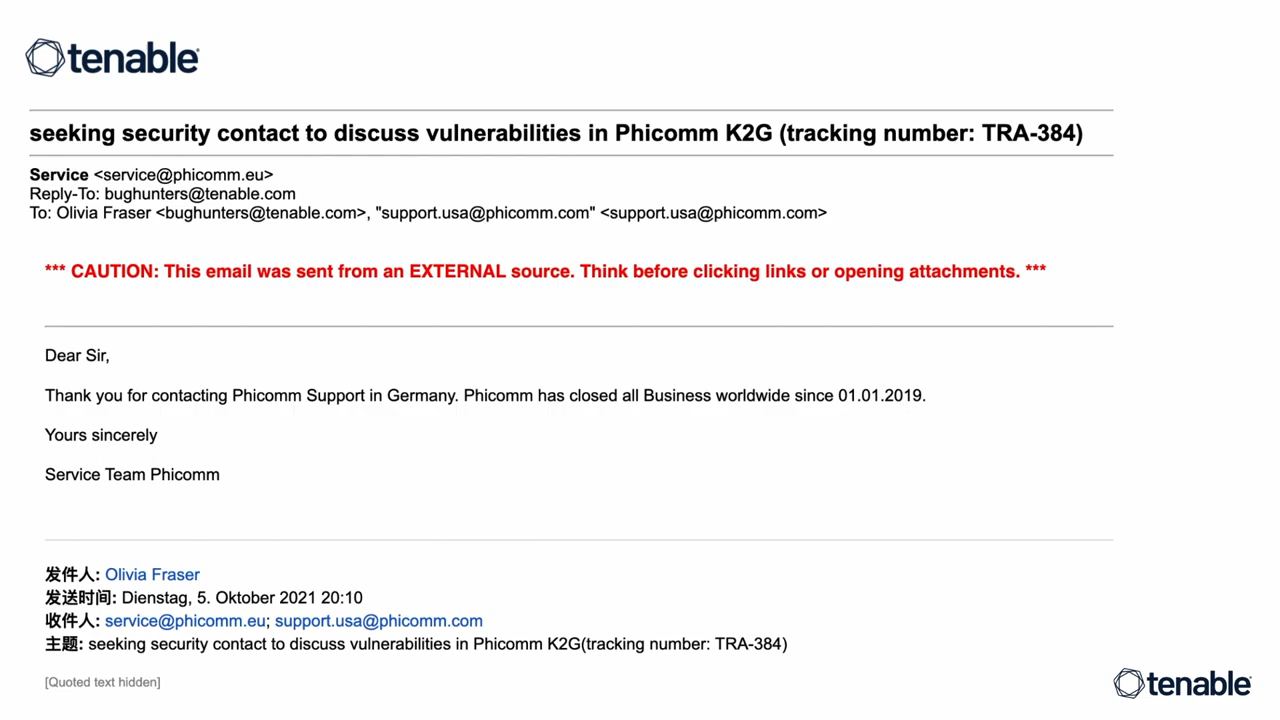 tenable
seeking security contact to discuss vulnerabilities in Phicomm K2G (tracking number: TRA-384)
Service <service@phicomm.eu>
Reply-To: bughunters@tenable.com
To: Olivia Fraser <bughunters@tenable.com>, "support.usa@phicomm.com" <support.usa@phicomm.com>
*** CAUTION: This email was sent from an EXTERNAL source. Think before clicking links or opening attachments. ***
Dear Sir,
Thank you for contacting Phicomm Support in Germany. Phicomm has closed all Business worldwide since 01.01.2019.
Yours sincerely
Service Team Phicomm
发件人: Olivia Fraser
发送时间: Dienstag, 5. Oktober 2021 20:10
收件人: service@phicomm.eu; support.usa@phicomm.com
主题: seeking security contact to discuss vulnerabilities in Phicomm K2G(tracking number: TRA-384)
[Quoted text hidden]
tenable